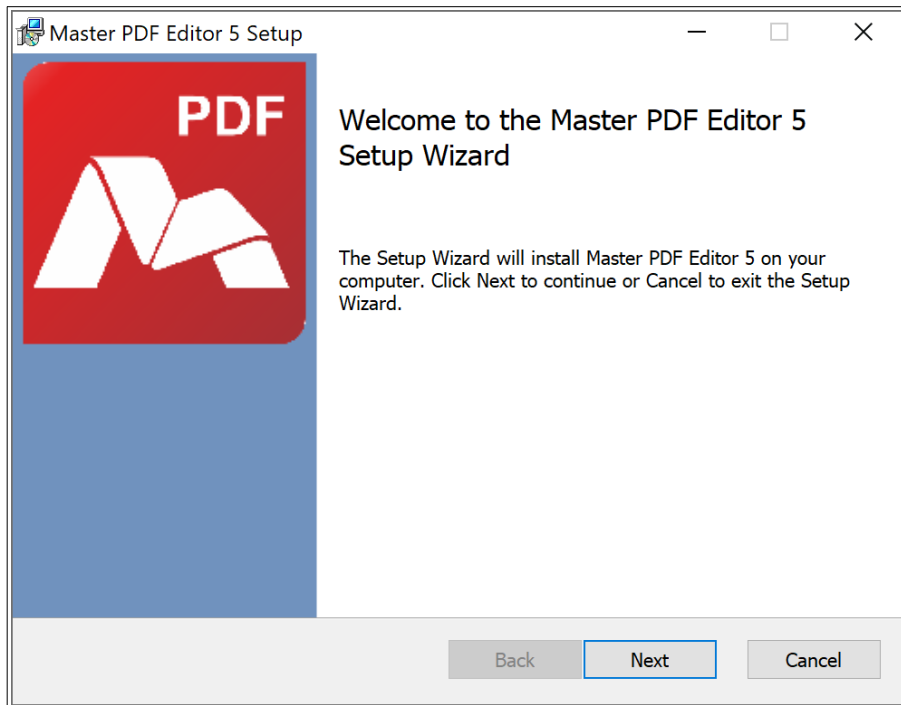 Master PDF Editor 5 Setup
PDF
Welcome to the Master PDF Editor 5
Setup Wizard
The Setup Wizard will install Master PDF Editor 5 on your
computer. Click Next to continue or Cancel to exit the Setup
Wizard.
Back
Next
Cancel